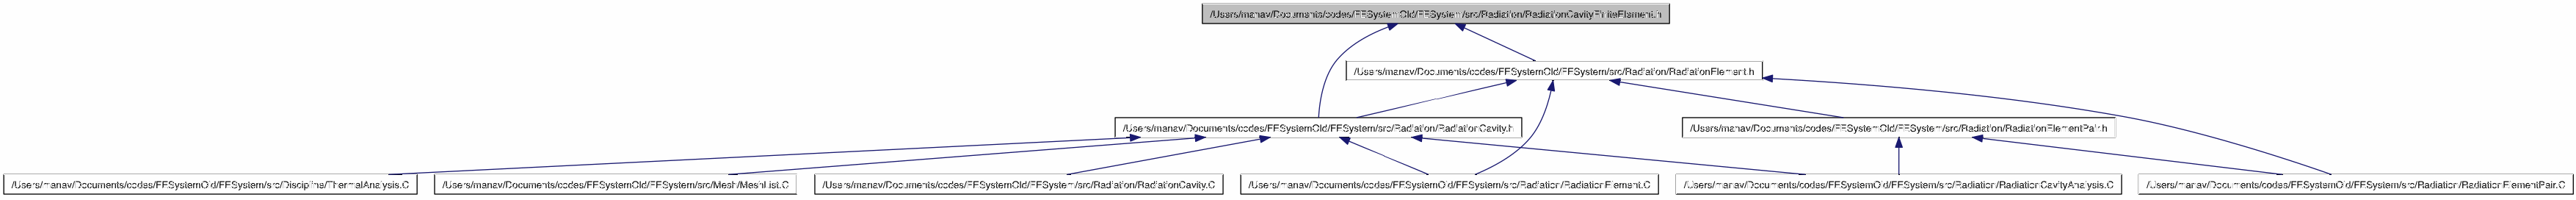 /Users/manav/Documents/codes/FESystemOld/FESystem/src/Radiation/RadiationCavityFiniteElement.h
/Users/manav/Documents/codes/FESystemOld/FESystem/src/Radiation/RadiationElement.h
/Users/manav/Documents/codes/FESystemOld/FESystem/src/Radiation/RadiationCavity.h
/Users/manav/Documents/codes/FESystemOld/FESystem/src/Radiation/RadiationElementPair.h
/Users/manav/Documents/codes/FESystemOld/FESystem/src/Discipline/ThermalAnalysis.C
/Users/manav/Documents/codes/FESystemOld/FESystem/src/Mesh/MeshList.C
/Users/manav/Documents/codes/FESystemOld/FESystem/src/Radiation/RadiationCavity.C
/Users/manav/Documents/codes/FESystemOld/FESystem/src/Radiation/RadiationElement.C
/Users/manav/Documents/codes/FESystemOld/FESystem/src/Radiation/RadiationCavityAnalysis.C
/Users/manav/Documents/codes/FESystemOld/FESystem/src/Radiation/RadiationElementPair.C